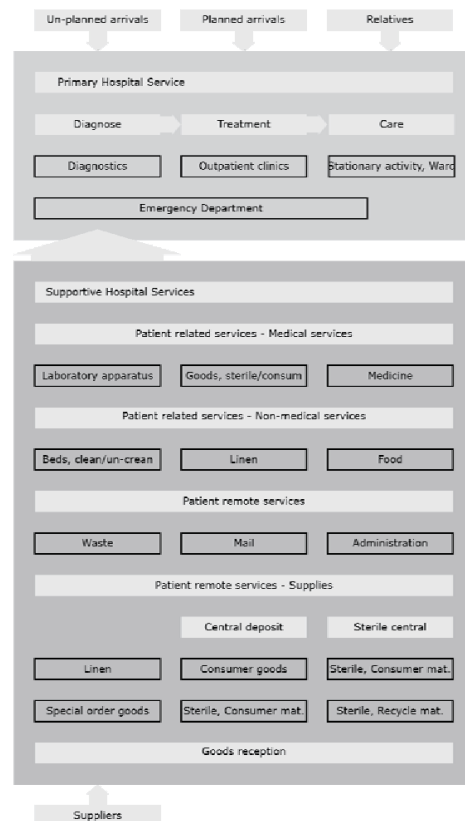 Un-planned arrivals
Planned arrivals
Relatives
Primary Hospital Service
Diagnose
Treatment
Care
Diagnostics
Outpatient clinics
Stationary activity, Ward
Emergency Department
Supportive Hospital Services
Patient related services - Medical services
Laboratory apparatus
Goods, sterile/consum
Medicine
Patient related services - Non-medical services
Beds, clean/un-crean
Linen
Food
Patient remote services
Waste
Mail
Administration
Patient remote services - Supplies
Central deposit
Sterile central
Linen
Consumer goods
Sterile, Consumer mat.
Special order goods
Sterile, Consumer mat.
Sterile, Recycle mat.
Goods reception
Suppliers